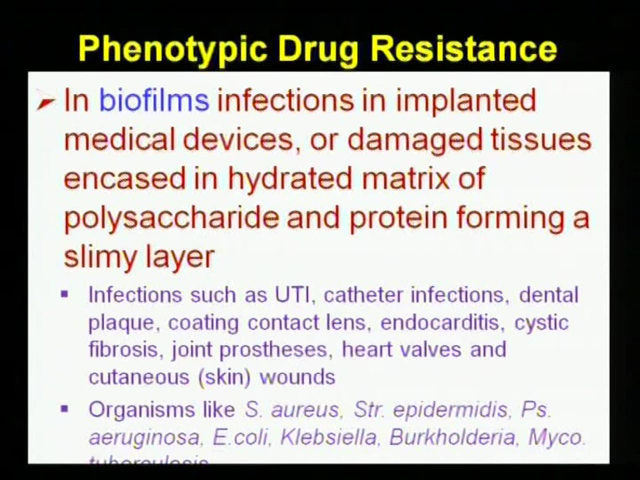 Phenotypic Drug Resistance
➢ In biofilms infections in implanted
medical devices, or damaged tissues
encased in hydrated matrix of
polysaccharide and protein forming a
slimy layer
▪ Infections such as UTI, catheter infections, dental
plaque, coating contact lens, endocarditis, cystic
fibrosis, joint prostheses, heart valves and
cutaneous (skin) wounds
▪ Organisms like S. aureus, Str. epidermidis, Ps.
aeruginosa, E.coli, Klebsiella, Burkholderia, Myco.
tuberculosis